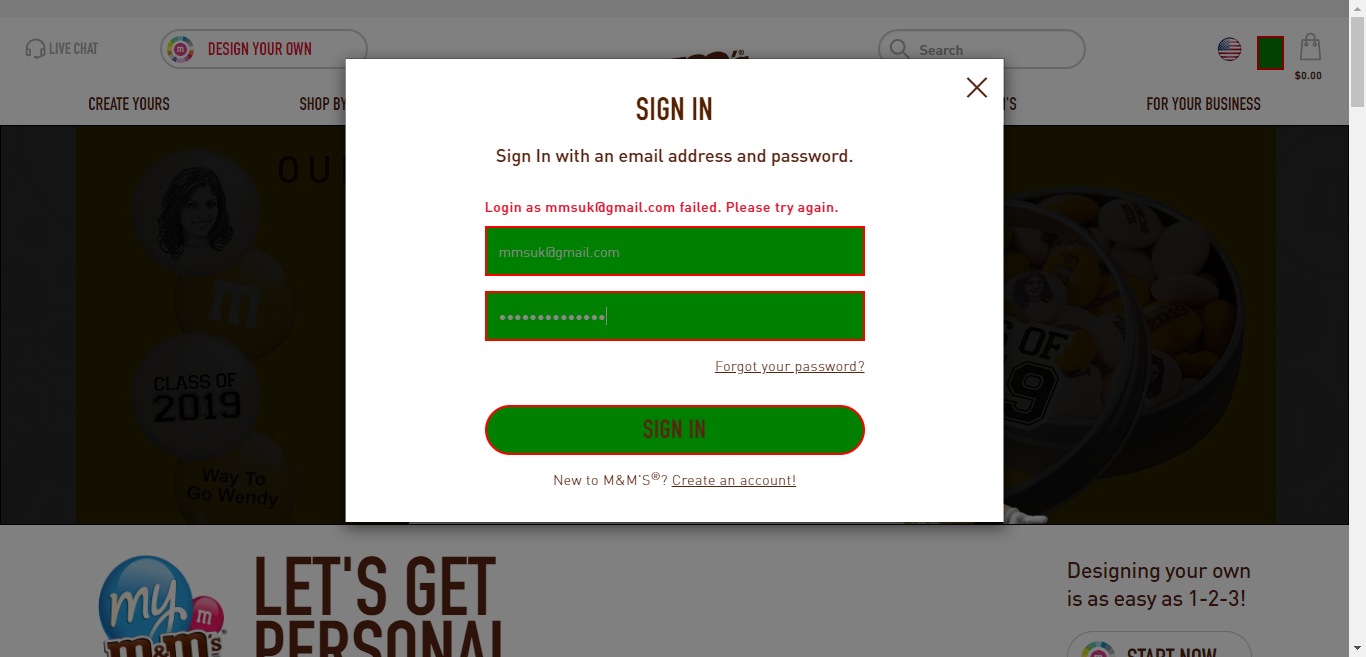 LIVE CHAT
DESIGN YOUR OWN
Search
$0.00
CREATE YOURS
SHOP BY
FOR YOUR BUSINESS
SIGN IN
Sign In with an email address and password.
Login as mmsuk@gmail.com failed. Please try again.
mmsuk@gmail.com
••••••••••••••
Forgot your password?
SIGN IN
New to M&M'S®? Create an account!
OU
m
CLASS OF
2019
Way To
Go Wendy
my
m
m&m's
LET'S GET
PERSONAL
Designing your own
is as easy as 1-2-3!
START NOW